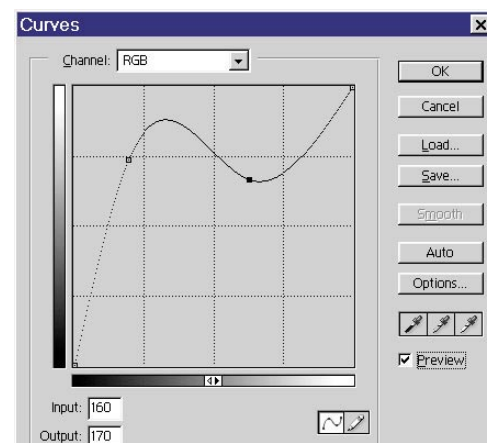 Curves
Channel: RGB
OK
Cancel
Load...
Save...
Smooth
Auto
Options...
Preview
Input: 160
Output: 170